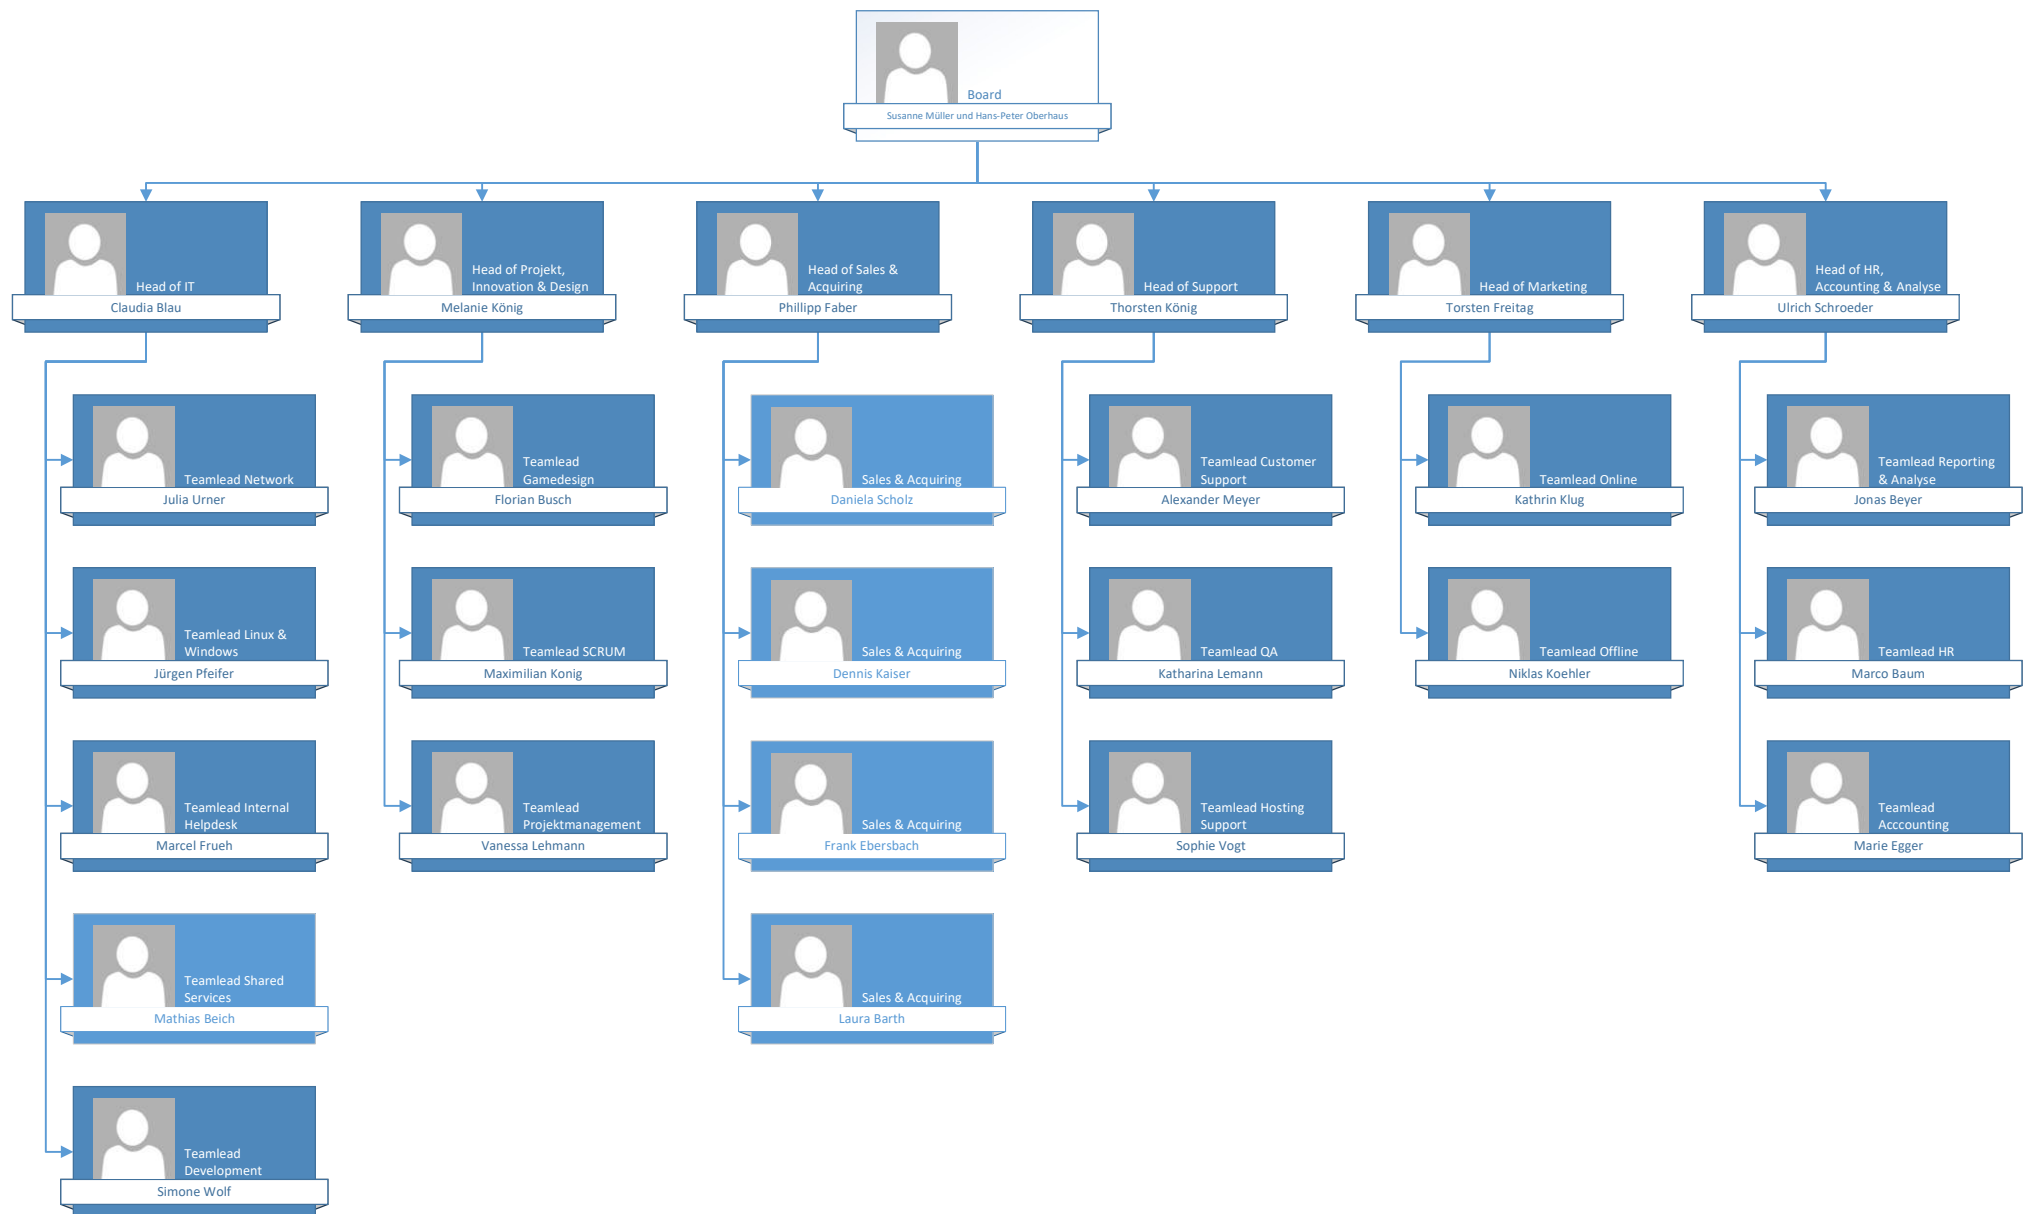 Board
Susanne Müller und Hans-Peter Oberhaus
Head of IT
Claudia Blau
Head of Projekt,
Innovation & Design
Melanie König
Head of Sales &
Acquiring
Phillipp Faber
Head of Support
Thorsten König
Head of Marketing
Torsten Freitag
Head of HR,
Accounting & Analyse
Ulrich Schroeder
Teamlead Network
Julia Urner
Teamlead
Gamedesign
Florian Busch
Sales & Acquiring
Daniela Scholz
Teamlead Customer
Support
Alexander Meyer
Teamlead Online
Kathrin Klug
Teamlead Reporting
& Analyse
Jonas Beyer
Teamlead Linux &
Windows
Jürgen Pfeifer
Teamlead SCRUM
Maximilian Konig
Sales & Acquiring
Dennis Kaiser
Teamlead QA
Katharina Lemann
Teamlead Offline
Niklas Koehler
Teamlead HR
Marco Baum
Teamlead Internal
Helpdesk
Marcel Frueh
Teamlead
Projektmanagement
Vanessa Lehmann
Sales & Acquiring
Frank Ebersbach
Teamlead Hosting
Support
Sophie Vogt
Teamlead
Acccounting
Marie Egger
Teamlead Shared
Services
Mathias Beich
Sales & Acquiring
Laura Barth
Teamlead
Development
Simone Wolf